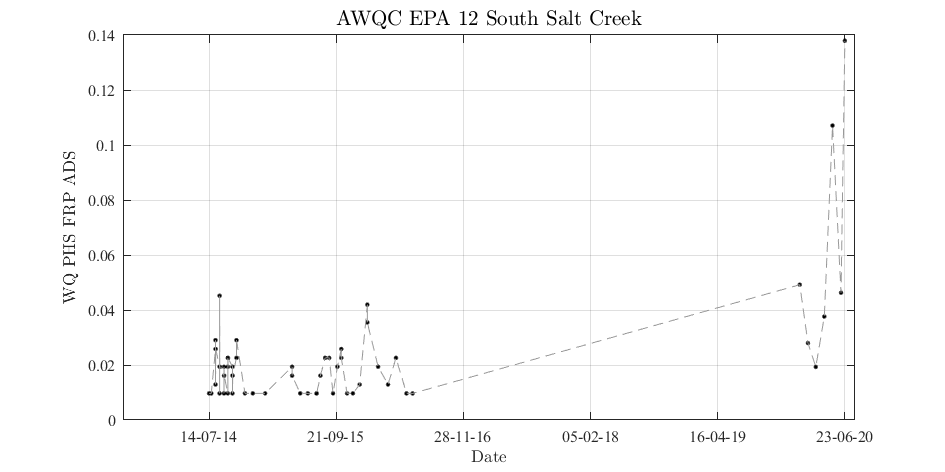 AWQC EPA 12 South Salt Creek
0.14
0.12
0.1
0.08
0.06
0.04
0.02
0
WQ PHS FRP ADS
14-07-14 21-09-15 28-11-16 05-02-18 16-04-19 23-06-20
Date